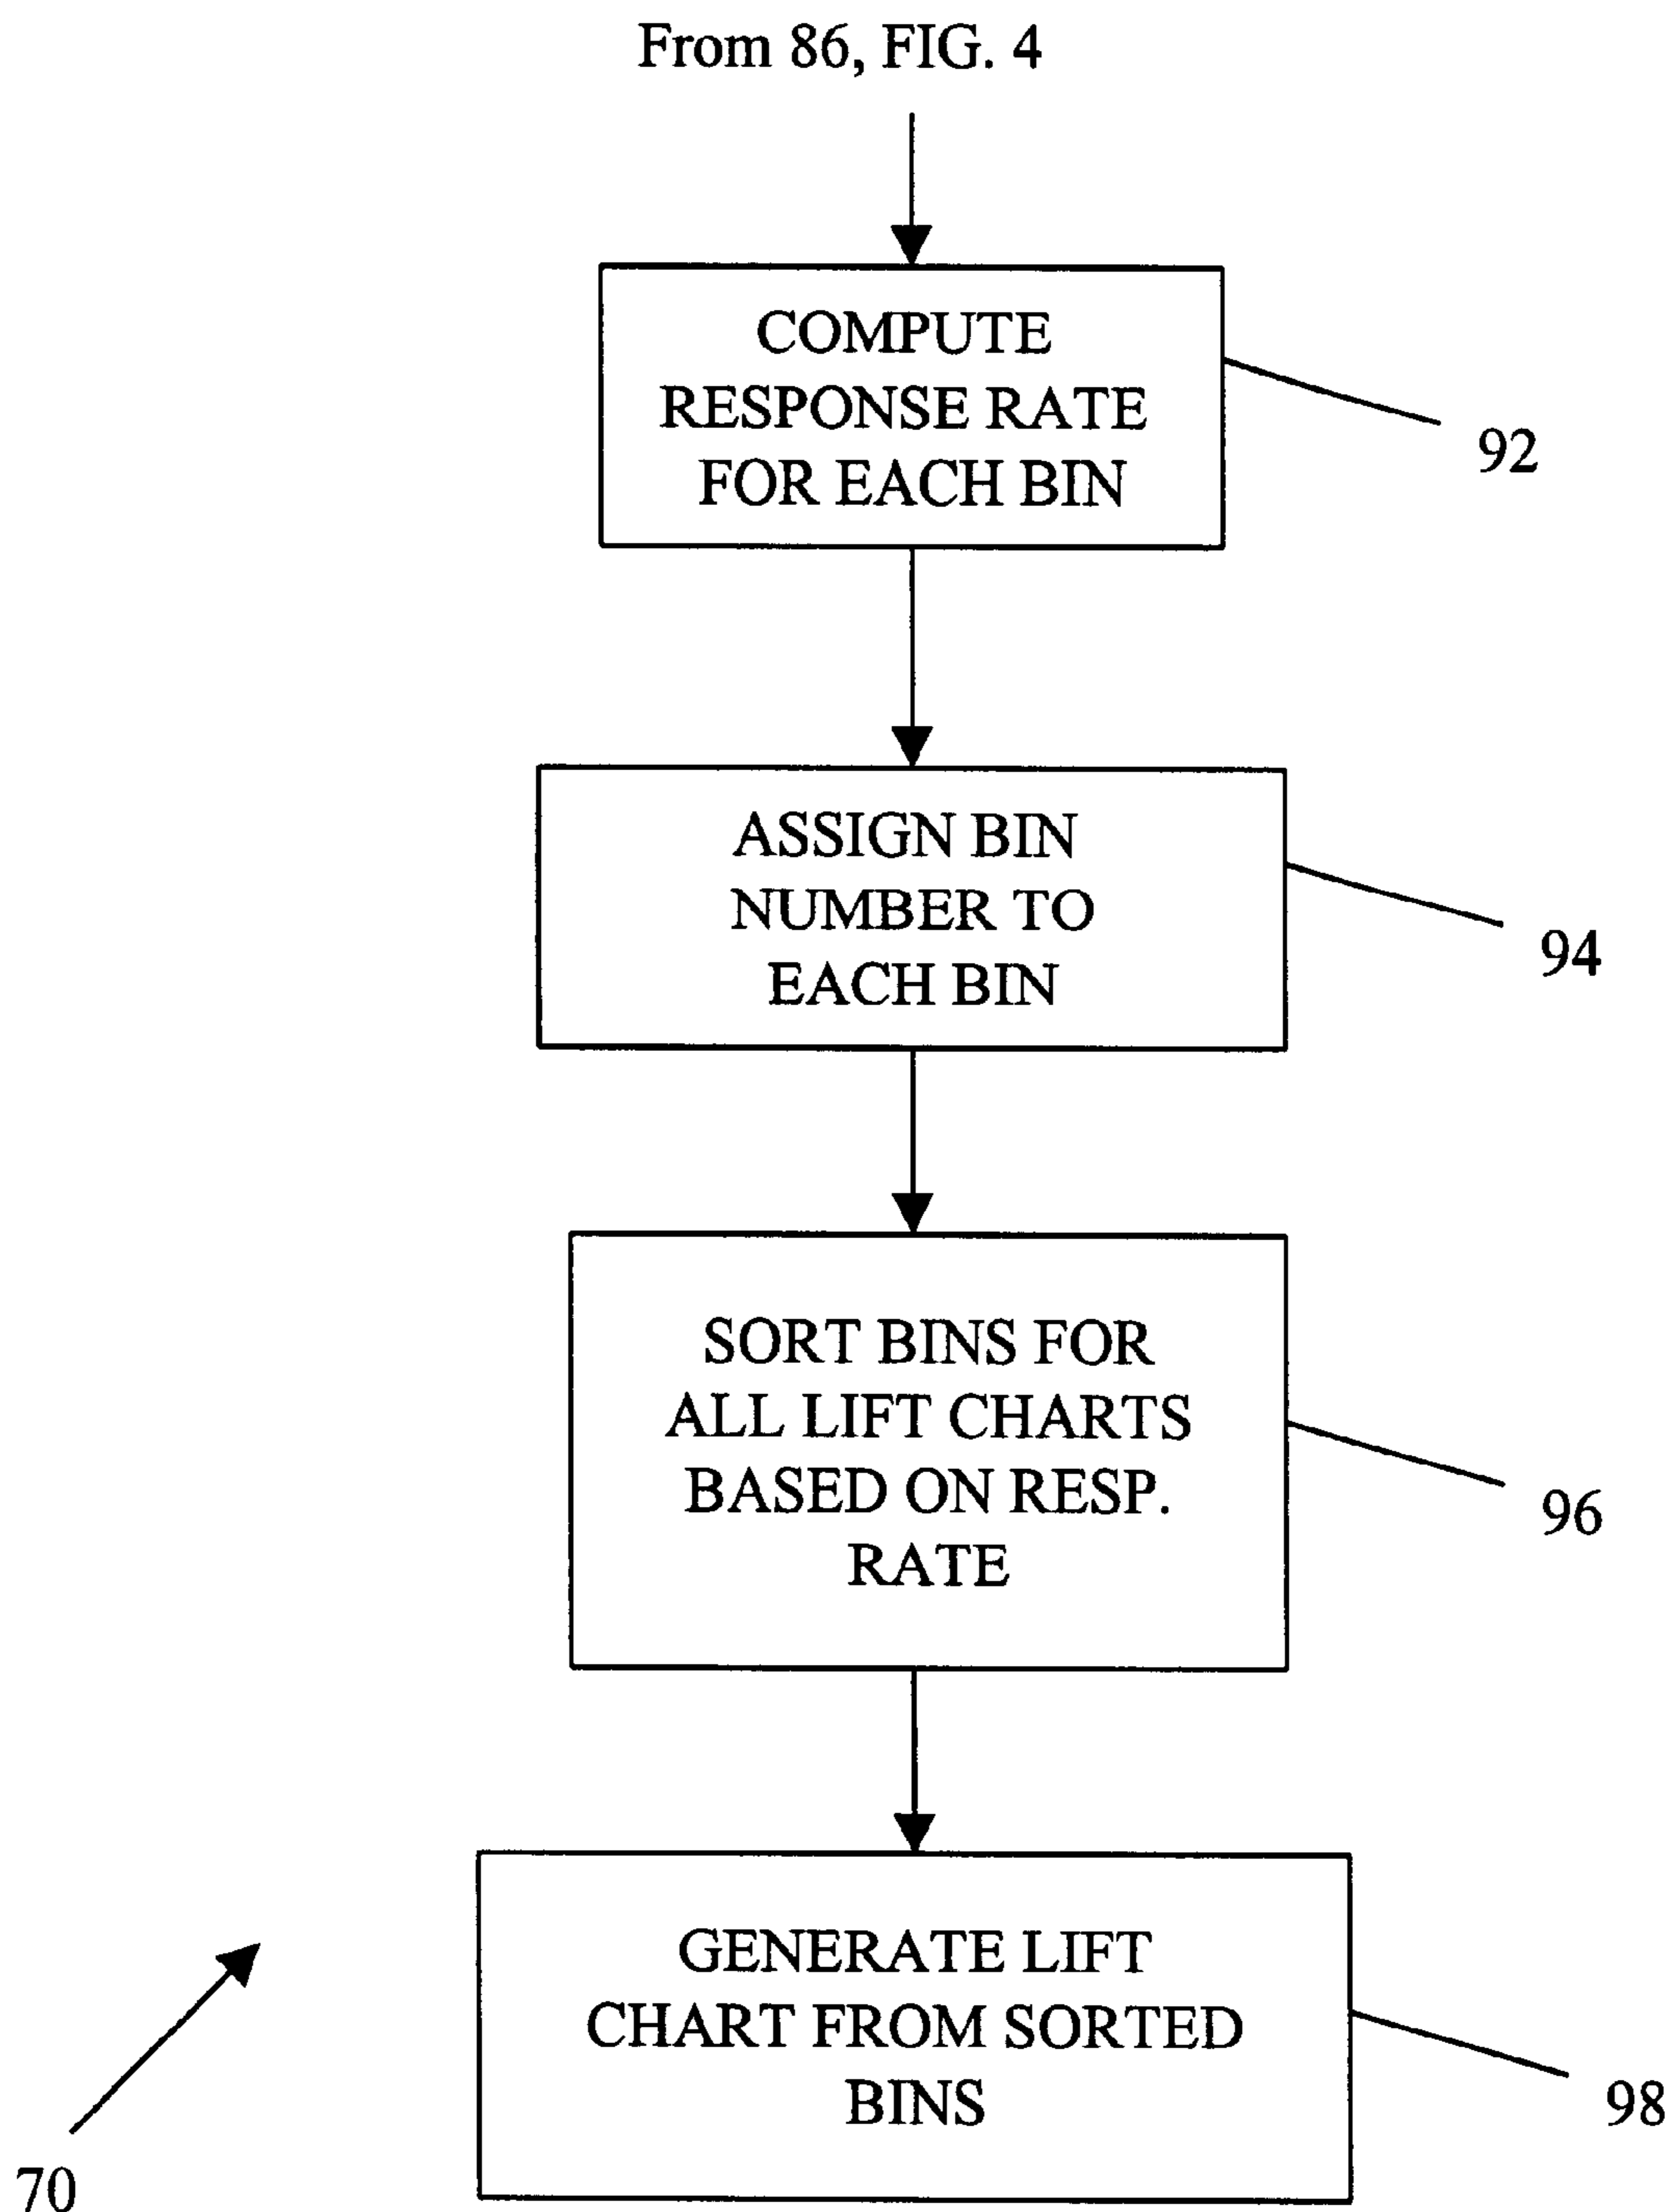 From 86, FIG. 4
COMPUTE
RESPONSE RATE
FOR EACH BIN
92
ASSIGN BIN
NUMBER TO
EACH BIN
94
SORT BINS FOR
ALL LIFT CHARTS
BASED ON RESP.
RATE
96
GENERATE LIFT
CHART FROM SORTED
BINS
98
70